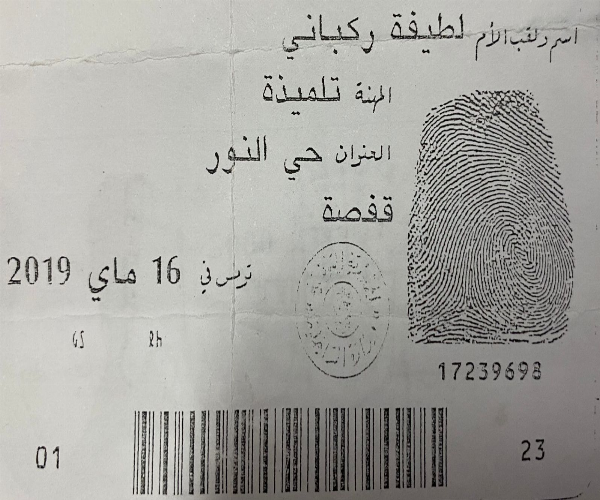 اسم ولقب الأم لطيفة ركباني
المهنة تلميذة
العنوان حي النور
قفصة
تونس في 16 ماي 2019
GS Rh
17239698
01 23